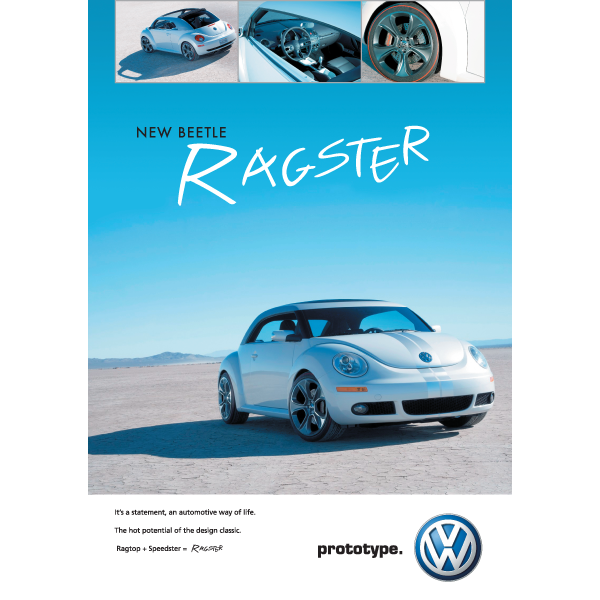 NEW BEETLE
RAGSTER
It's a statement, an automotive way of life.
The hot potential of the design classic.
Ragtop + Speedster = RAGSTER
prototype.